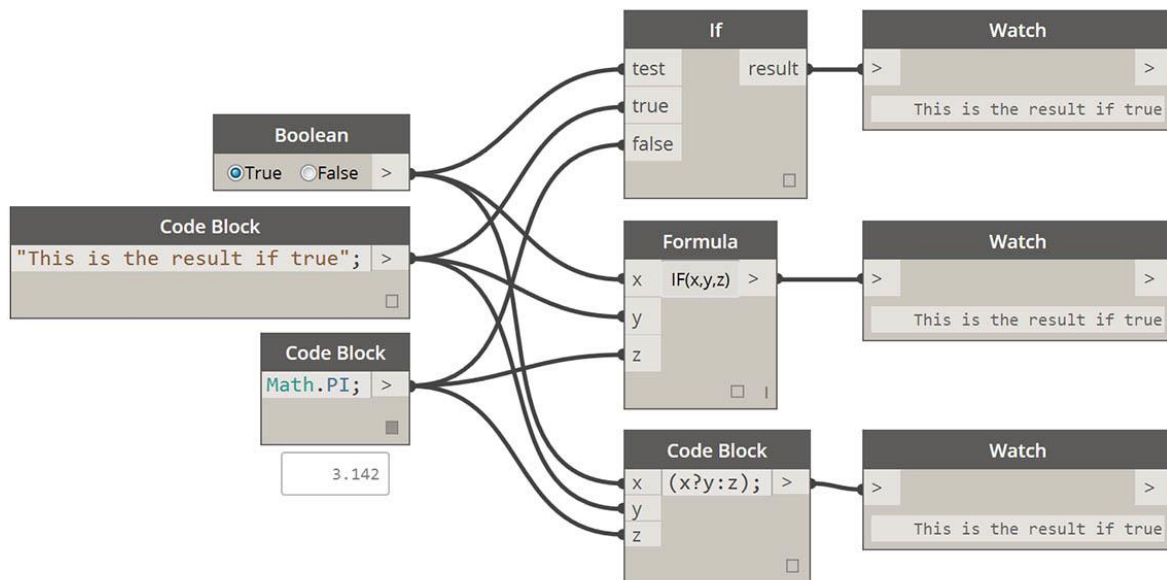 If
test result
true
false
Watch
> >
This is the result if true
Boolean
True False >
Code Block
"This is the result if true"; >
Code Block
Math.PI; >
3.142
Formula
x IF(x,y,z) >
y
z
Watch
> >
This is the result if true
Code Block
x (x?y:z); >
y
z
Watch
> >
This is the result if true